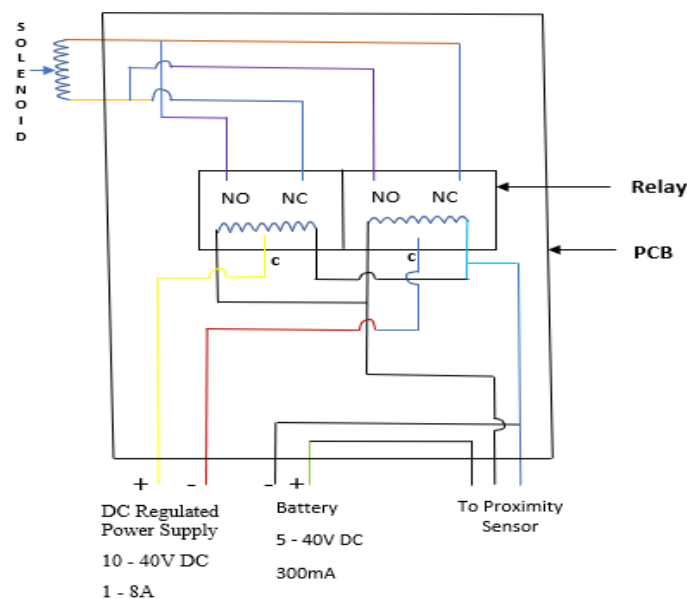 SOLENOID
NO NC NO NC
Relay
c c
PCB
+ - - +
DC Regulated
Power Supply
10 - 40V DC
1 - 8A
Battery
5 - 40V DC
300mA
To Proximity
Sensor